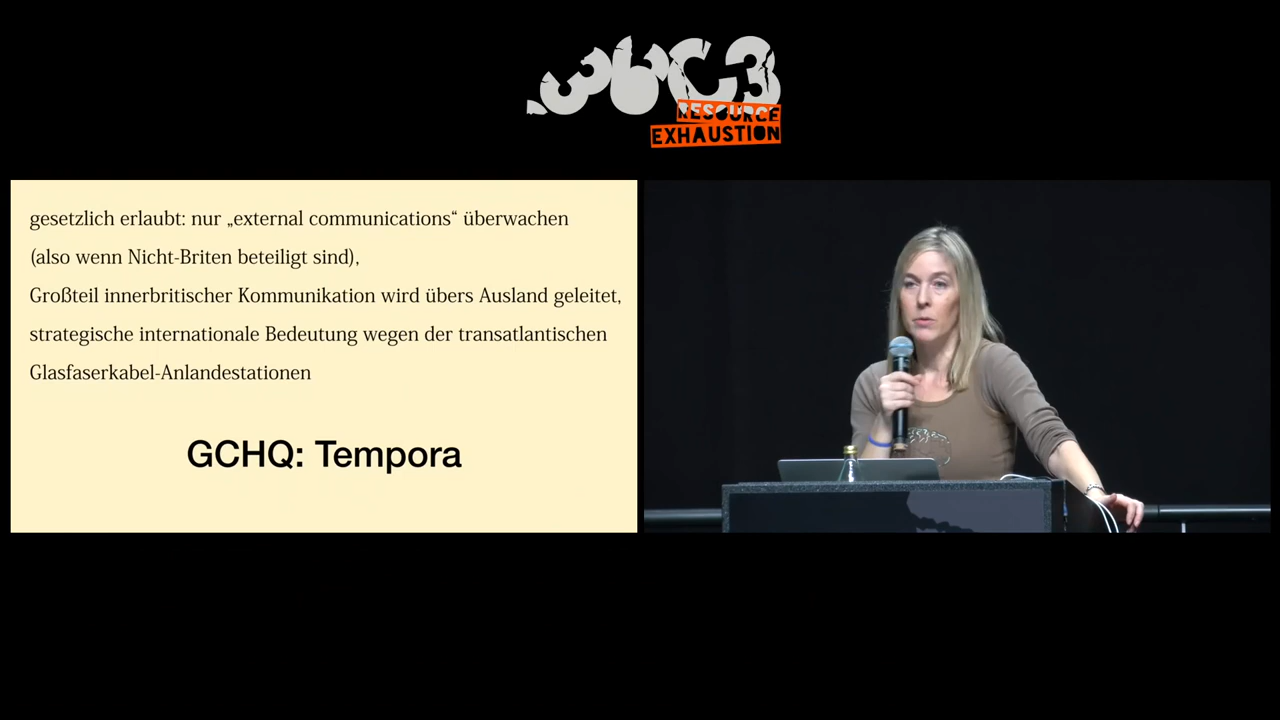 36C3
RESOURCE
EXHAUSTION
gesetzlich erlaubt: nur „external communications“ überwachen
(also wenn Nicht-Briten beteiligt sind),
Großteil innerbritischer Kommunikation wird übers Ausland geleitet,
strategische internationale Bedeutung wegen der transatlantischen
Glasfaserkabel-Anlandestationen
GCHQ: Tempora